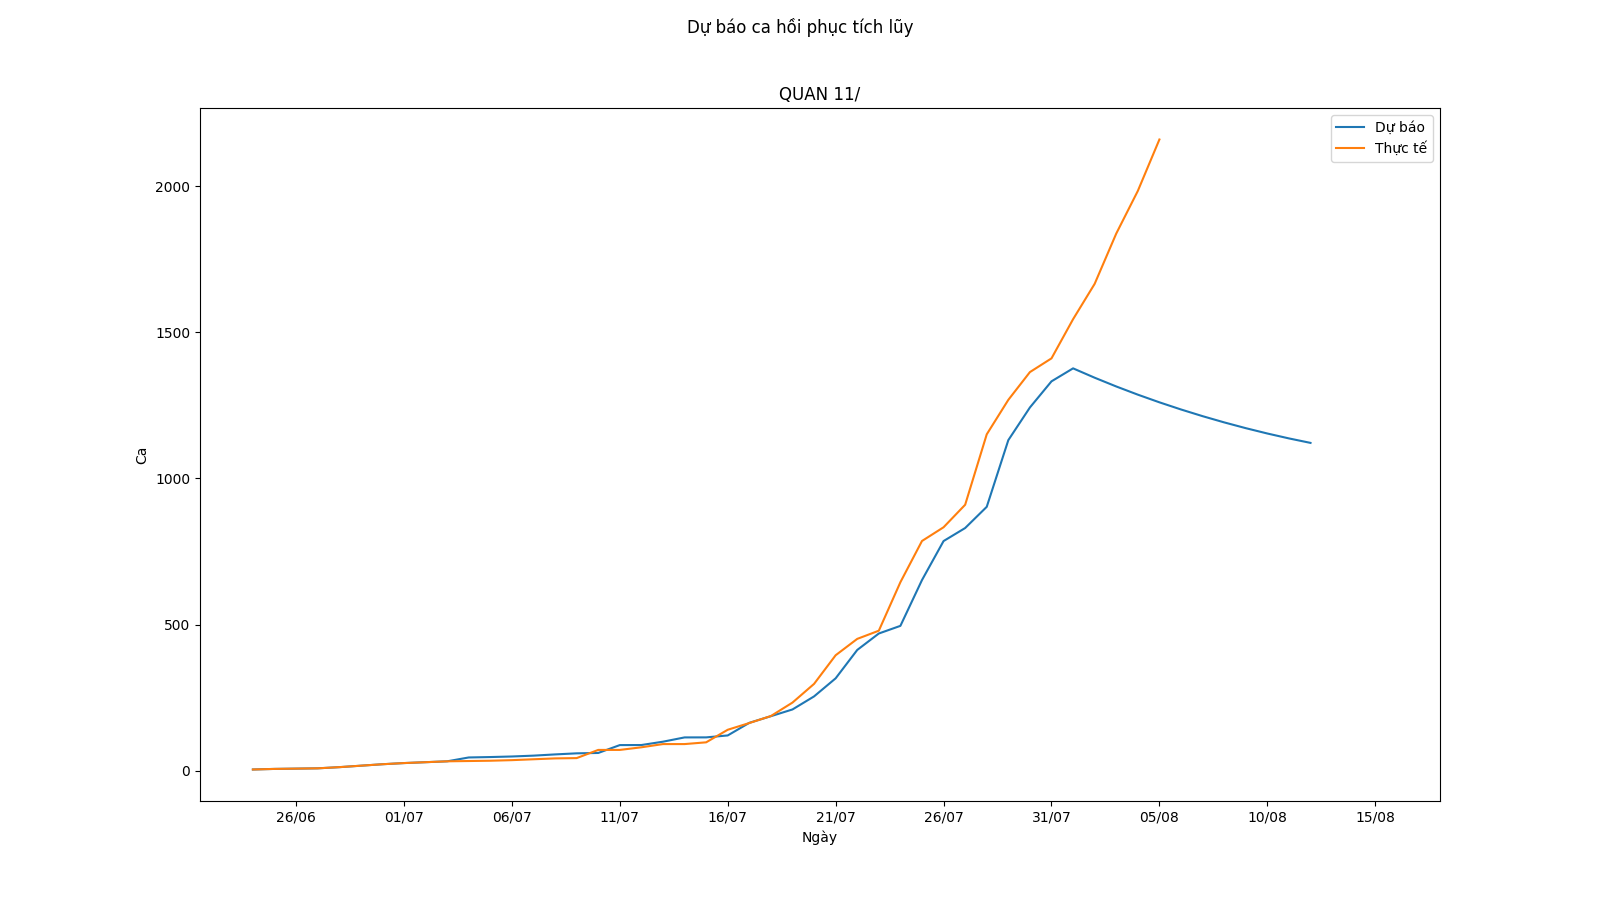 Dự báo ca hồi phục tích lũy
QUAN 11/
Dự báo
Thực tế
2000
1500
1000
500
0
Ca
26/06 01/07 06/07 11/07 16/07 21/07 26/07 31/07 05/08 10/08 15/08
Ngày